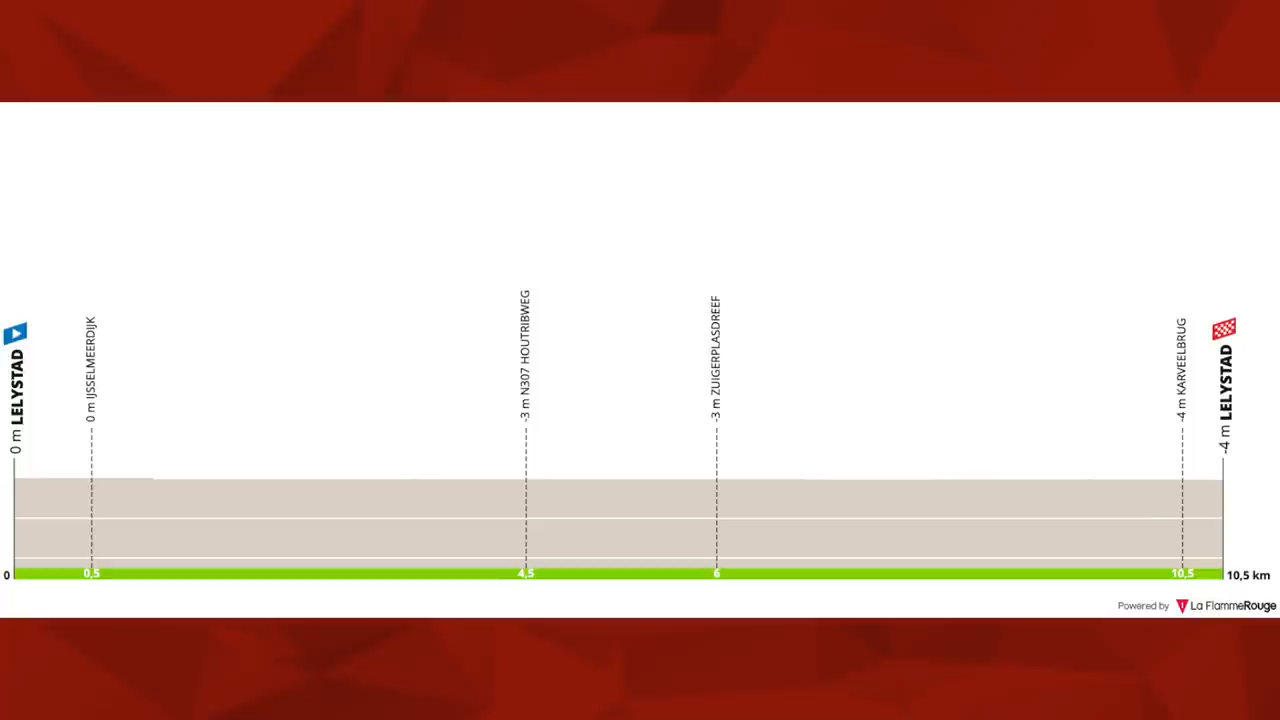 0 m LELYSTAD
0 m IJSSELMEERDIJK
-3 m N307 HOUTRIBWEG
-3 m ZUIGERPLASDREEF
-4 m KARVEELBRUG
-4 m LELYSTAD
0
0,5
4,5
6
10,5
10,5 km
Powered by La FlammeRouge